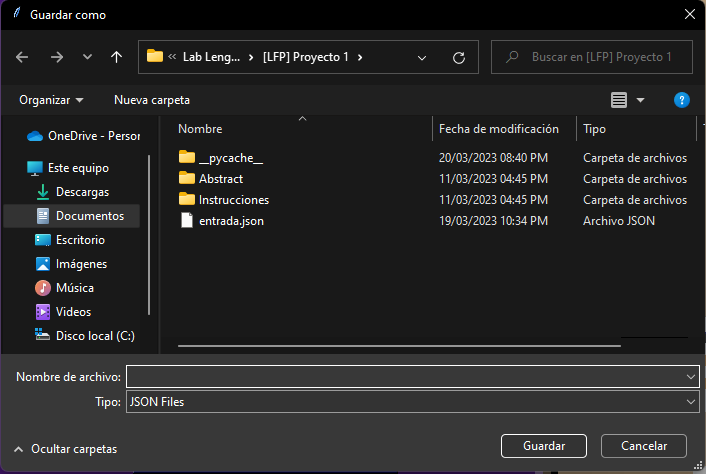 Guardar como
« Lab Leng... > [LFP] Proyecto 1 >
Buscar en [LFP] Proyecto 1
Organizar
Nueva carpeta
?
OneDrive - Person
Este equipo
Descargas
Documentos
Escritorio
Imágenes
Música
Videos
Disco local (C:)
Nombre Fecha de modificación Tipo
__pycache__ 20/03/2023 08:40 PM Carpeta de archivos
Abstract 11/03/2023 04:45 PM Carpeta de archivos
Instrucciones 11/03/2023 04:45 PM Carpeta de archivos
entrada.json 19/03/2023 10:34 PM Archivo JSON
Nombre de archivo:
Tipo: JSON Files
Ocultar carpetas
Guardar
Cancelar